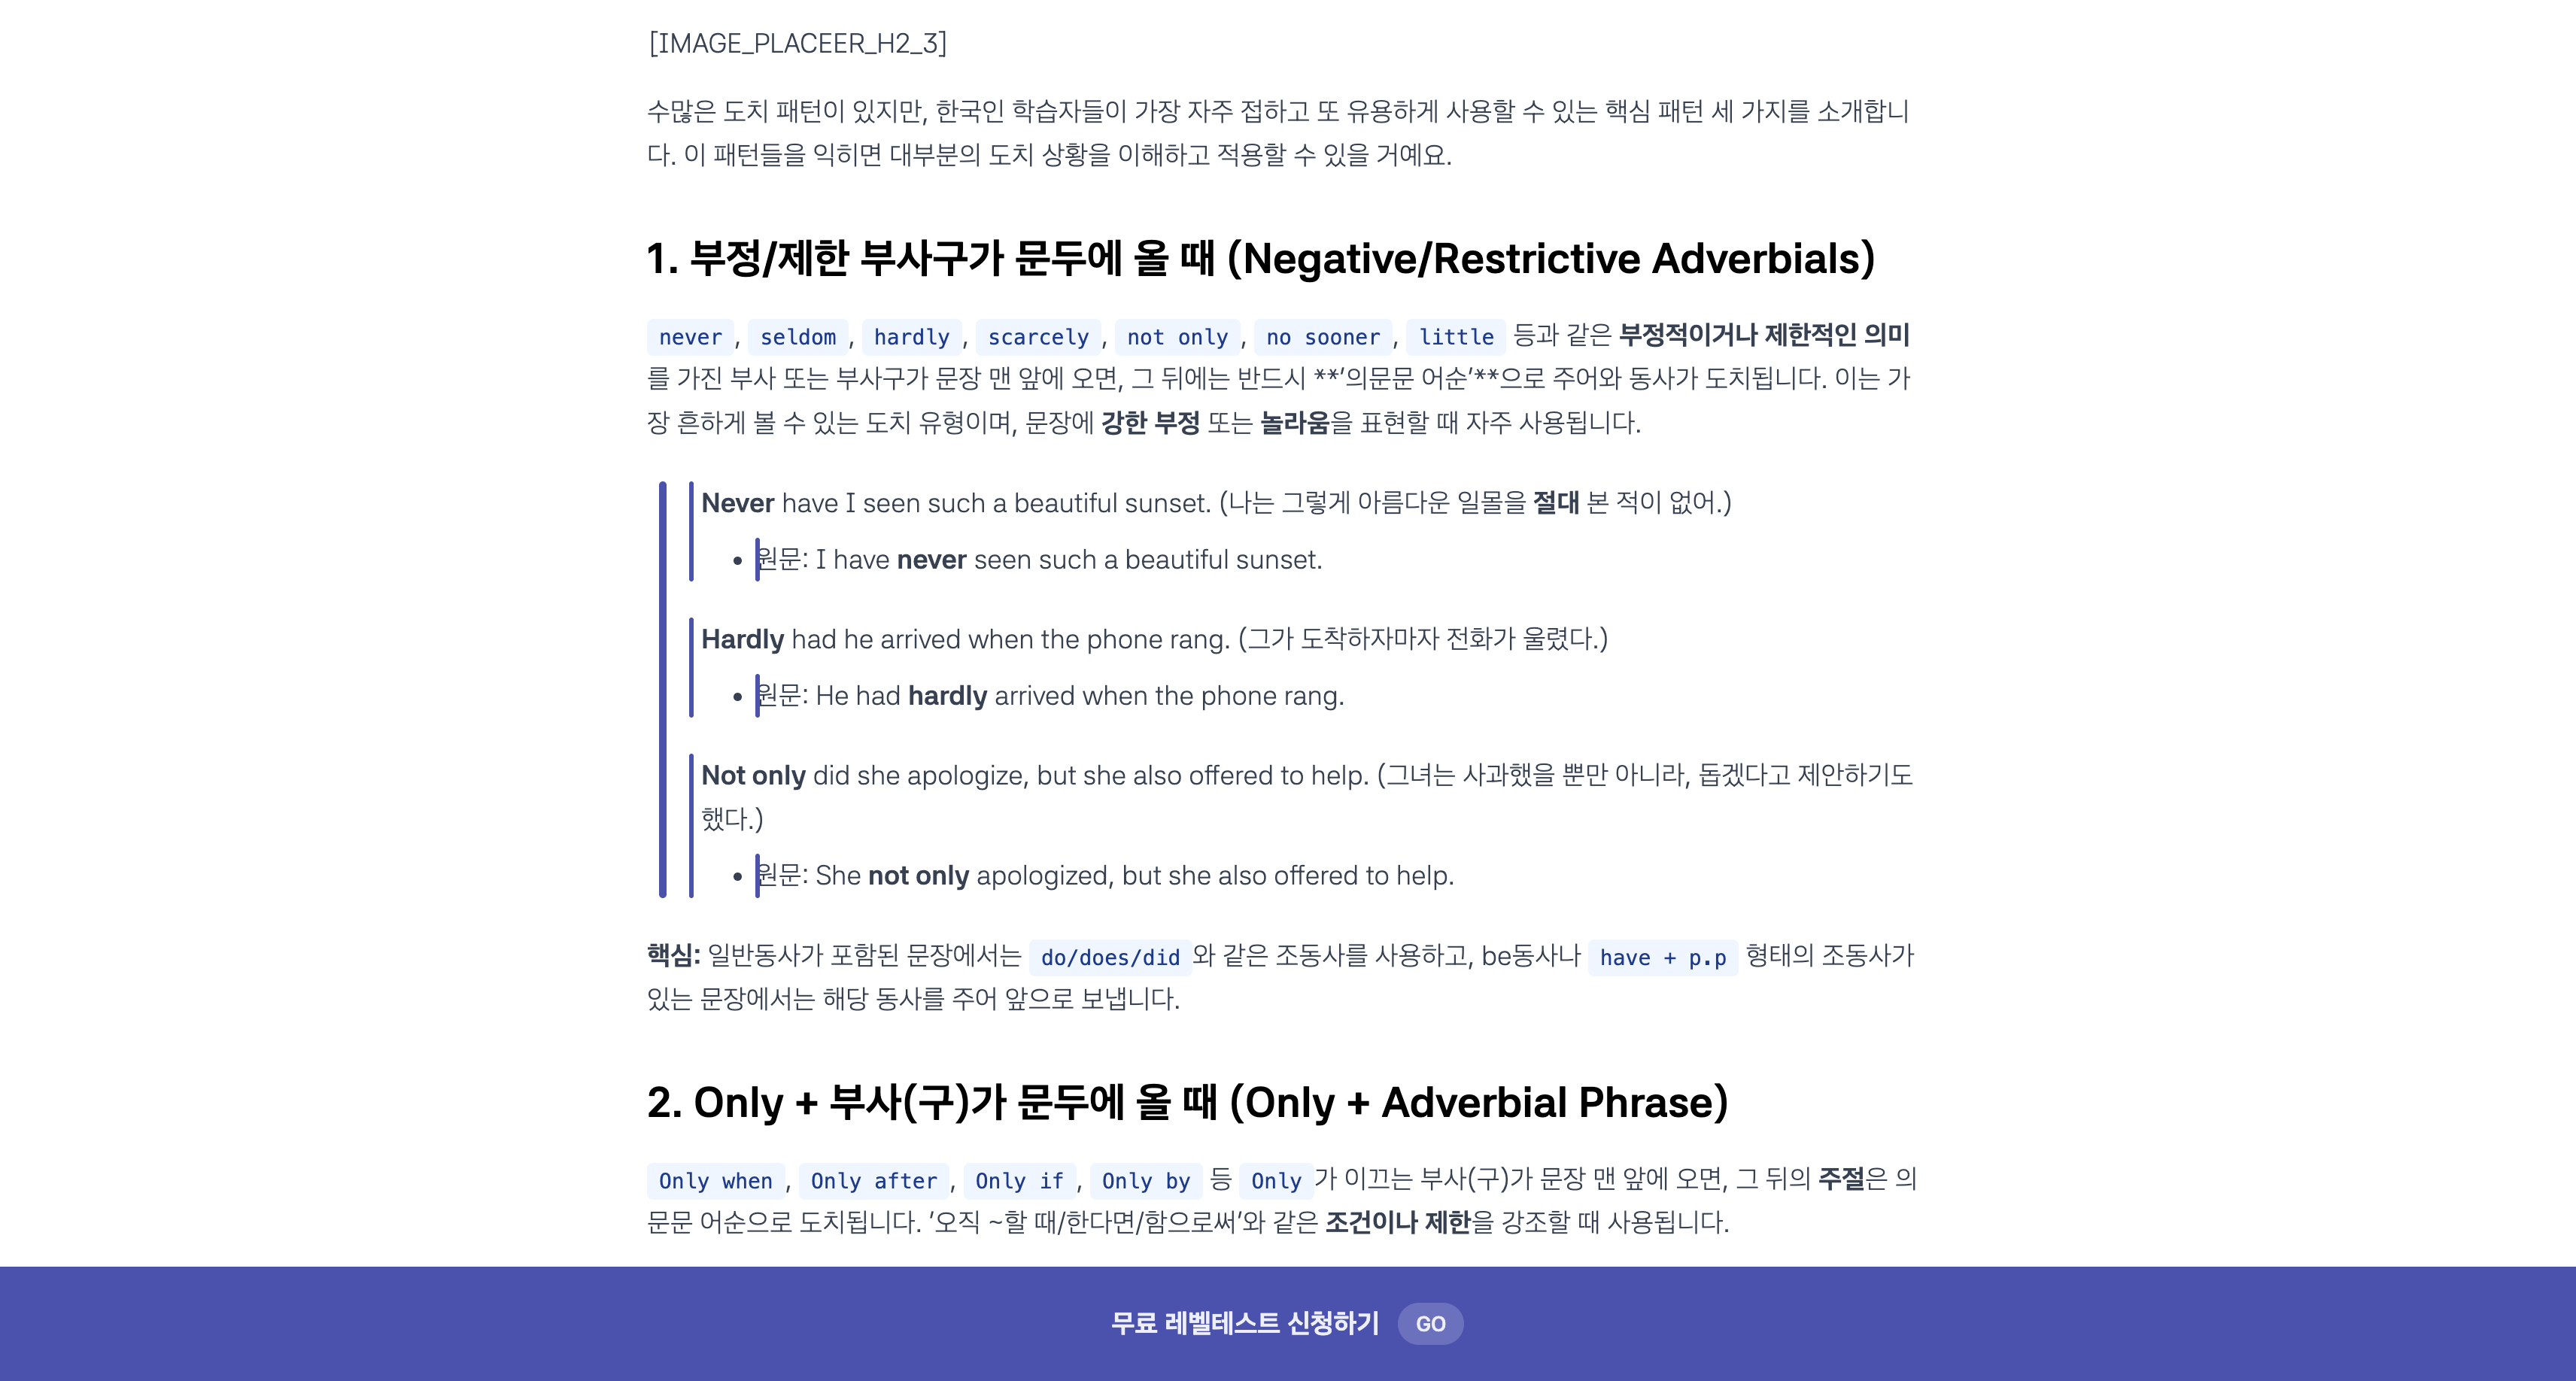 [IMAGE_PLACEER_H2_3]
수많은 도치 패턴이 있지만, 한국인 학습자들이 가장 자주 접하고 또 유용하게 사용할 수 있는 핵심 패턴 세 가지를 소개합니
다. 이 패턴들을 익히면 대부분의 도치 상황을 이해하고 적용할 수 있을 거예요.
1. 부정/제한 부사구가 문두에 올 때 (Negative/Restrictive Adverbials)
never, seldom, hardly, scarcely, not only, no sooner, little 등과 같은 부정적이거나 제한적인 의미
를 가진 부사 또는 부사구가 문장 맨 앞에 오면, 그 뒤에는 반드시 **’의문문 어순’**으로 주어와 동사가 도치됩니다. 이는 가
장 흔하게 볼 수 있는 도치 유형이며, 문장에 강한 부정 또는 놀라움을 표현할 때 자주 사용됩니다.
Never have I seen such a beautiful sunset. (나는 그렇게 아름다운 일몰을 절대 본 적이 없어.)
• 원문: I have never seen such a beautiful sunset.
Hardly had he arrived when the phone rang. (그가 도착하자마자 전화가 울렸다.)
• 원문: He had hardly arrived when the phone rang.
Not only did she apologize, but she also offered to help. (그녀는 사과했을 뿐만 아니라, 돕겠다고 제안하기도
했다.)
• 원문: She not only apologized, but she also offered to help.
핵심: 일반동사가 포함된 문장에서는 do/does/did와 같은 조동사를 사용하고, be동사나 have + p.p 형태의 조동사가
있는 문장에서는 해당 동사를 주어 앞으로 보냅니다.
2. Only + 부사(구)가 문두에 올 때 (Only + Adverbial Phrase)
Only when, Only after, Only if, Only by 등 Only가 이끄는 부사(구)가 문장 맨 앞에 오면, 그 뒤의 주절은 의
문문 어순으로 도치됩니다. ’오직 ~할 때/한다면/함으로써’와 같은 조건이나 제한을 강조할 때 사용됩니다.
무료 레벨테스트 신청하기 GO